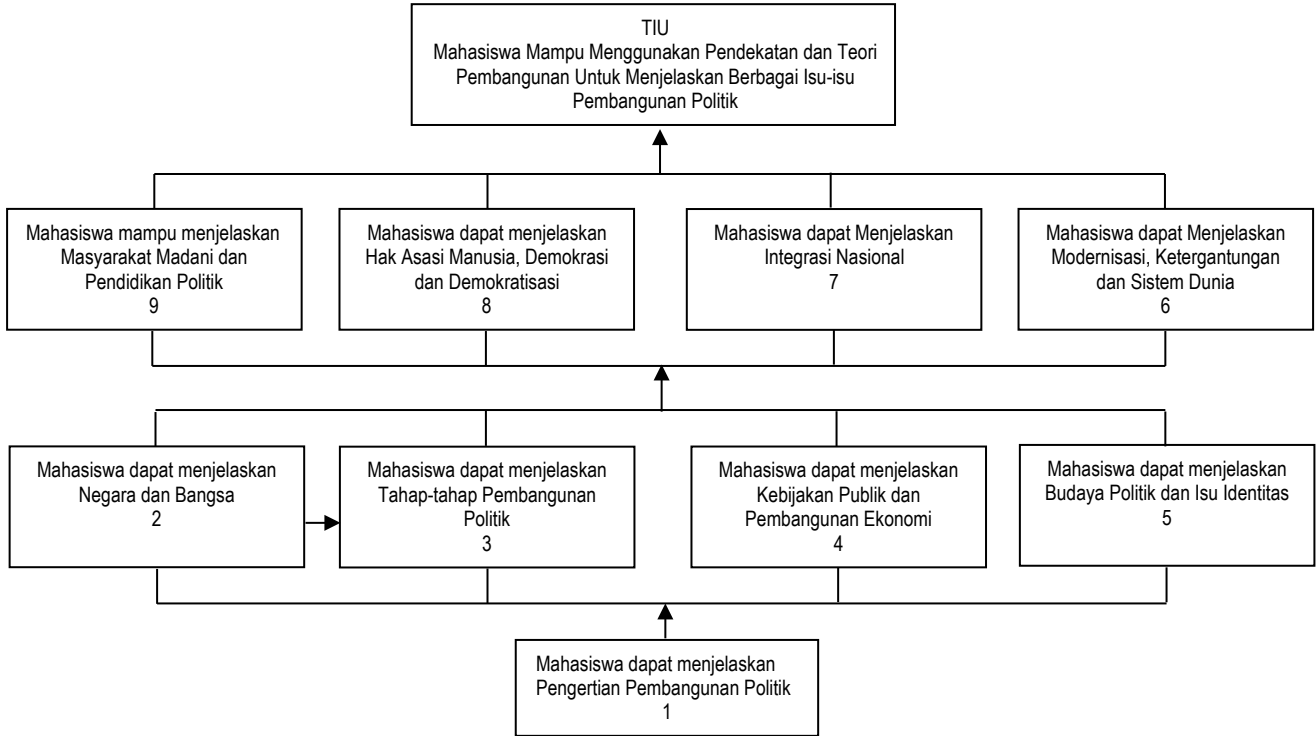 TIU
Mahasiswa Mampu Menggunakan Pendekatan dan Teori
Pembangunan Untuk Menjelaskan Berbagai Isu-isu
Pembangunan Politik
Mahasiswa mampu menjelaskan
Masyarakat Madani dan
Pendidikan Politik
9
Mahasiswa dapat menjelaskan
Hak Asasi Manusia, Demokrasi
dan Demokratisasi
8
Mahasiswa dapat Menjelaskan
Integrasi Nasional
7
Mahasiswa dapat Menjelaskan
Modernisasi, Ketergantungan
dan Sistem Dunia
6
Mahasiswa dapat menjelaskan
Negara dan Bangsa
2
Mahasiswa dapat menjelaskan
Tahap-tahap Pembangunan
Politik
3
Mahasiswa dapat menjelaskan
Kebijakan Publik dan
Pembangunan Ekonomi
4
Mahasiswa dapat menjelaskan
Budaya Politik dan Isu Identitas
5
Mahasiswa dapat menjelaskan
Pengertian Pembangunan Politik
1